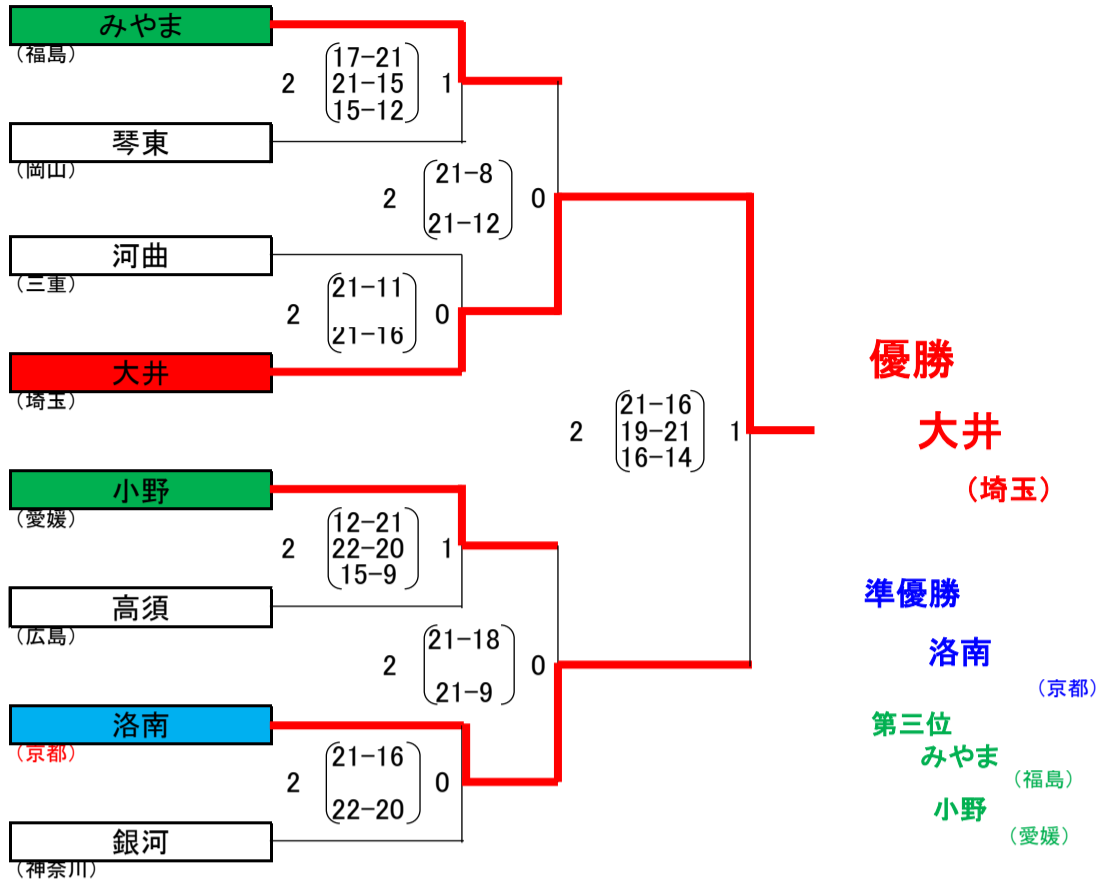 みやま
(福島)
2 17-21 1
21-15
15-12
琴東
(岡山)
2 21-8 0
21-12
河曲
(三重)
2 21-11 0
21-16
大井
(埼玉)
2 21-16 1
19-21
16-14
優勝
大井
(埼玉)
小野
(愛媛)
2 12-21 1
22-20
15-9
高須
(広島)
2 21-18 0
21-9
洛南
(京都)
2 21-16 0
22-20
銀河
(神奈川)
準優勝
洛南
(京都)
第三位
みやま
(福島)
小野
(愛媛)